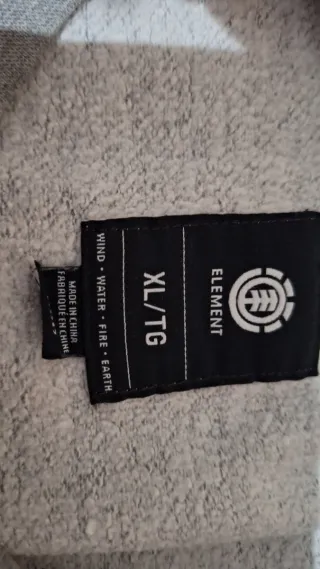 ELEMENT
XL/TG
WIND • WATER • FIRE • EARTH
MADE IN CHINA
FABRIQUÉ EN CHINE